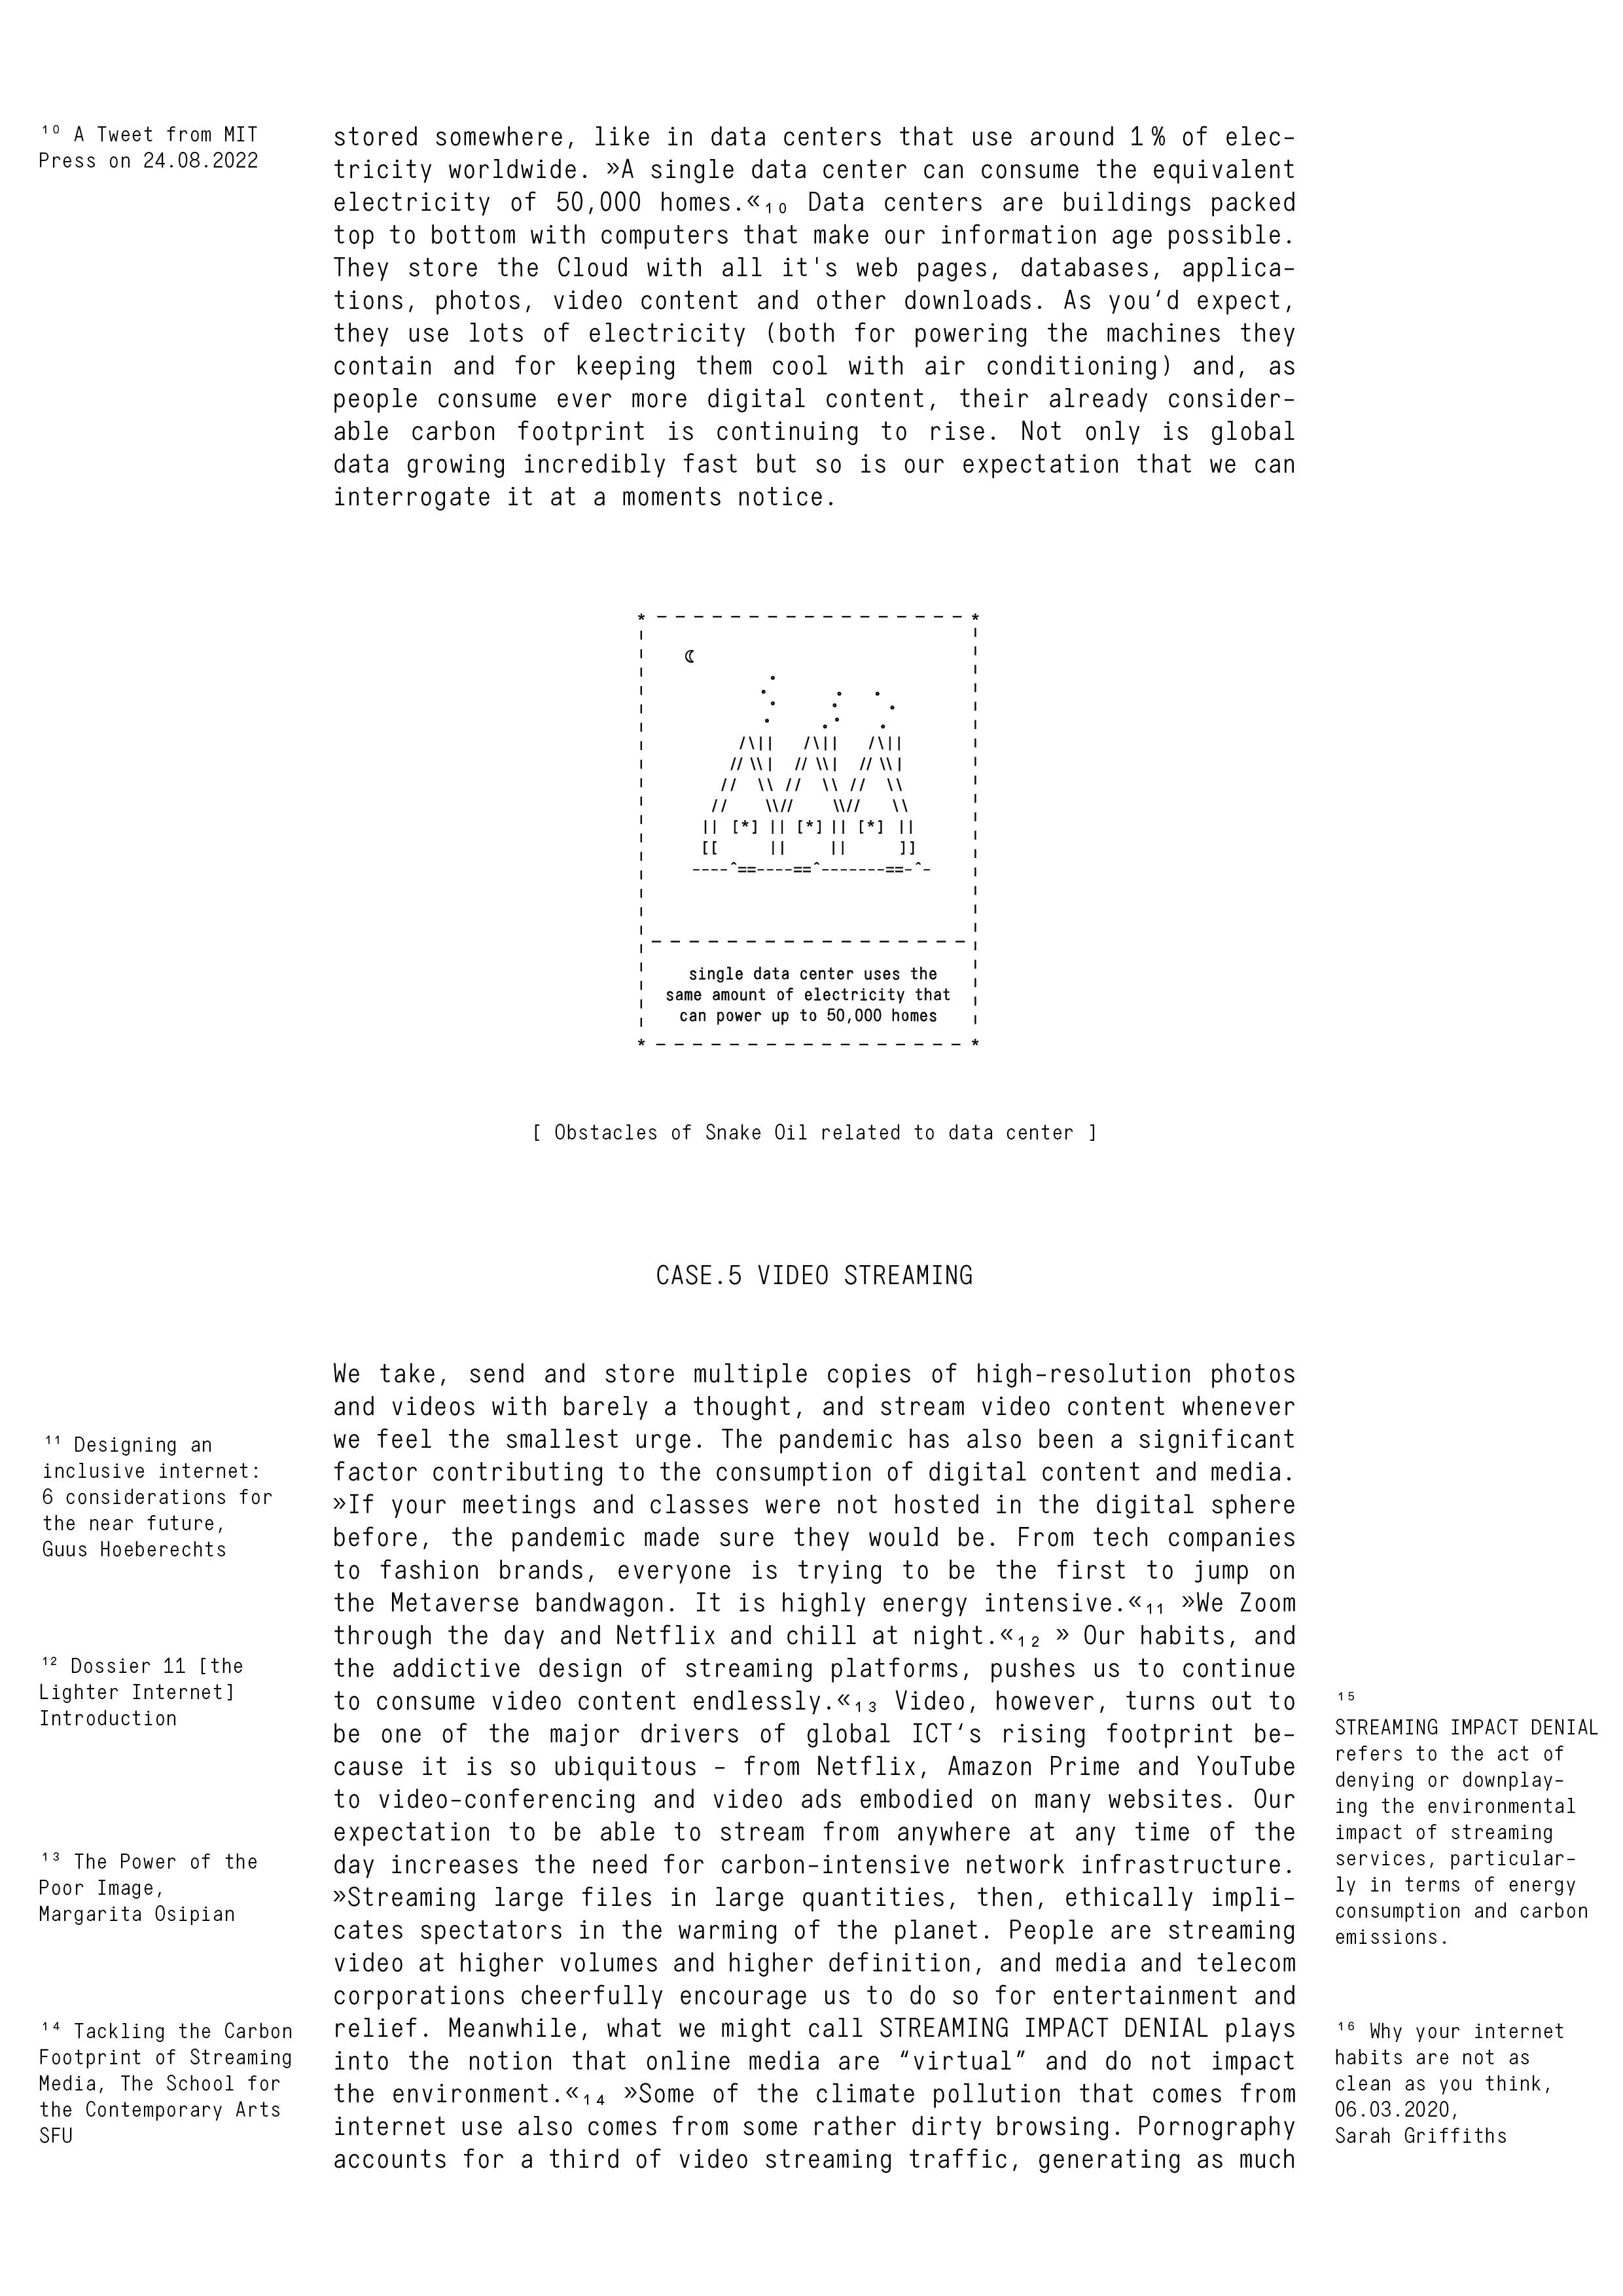 ¹⁰ A Tweet from MIT
Press on 24.08.2022
stored somewhere, like in data centers that use around 1 % of elec-
tricity worldwide. »A single data center can consume the equivalent
electricity of 50,000 homes.«₁₀ Data centers are buildings packed
top to bottom with computers that make our information age possible.
They store the Cloud with all it's web pages, databases, applica-
tions, photos, video content and other downloads. As you‘d expect,
they use lots of electricity (both for powering the machines they
contain and for keeping them cool with air conditioning) and, as
people consume ever more digital content, their already consider-
able carbon footprint is continuing to rise. Not only is global
data growing incredibly fast but so is our expectation that we can
interrogate it at a moments notice.
single data center uses the
same amount of electricity that
can power up to 50,000 homes
[ Obstacles of Snake Oil related to data center ]
CASE.5 VIDEO STREAMING
We take, send and store multiple copies of high-resolution photos
and videos with barely a thought, and stream video content whenever
we feel the smallest urge. The pandemic has also been a significant
factor contributing to the consumption of digital content and media.
»If your meetings and classes were not hosted in the digital sphere
before, the pandemic made sure they would be. From tech companies
to fashion brands, everyone is trying to be the first to jump on
the Metaverse bandwagon. It is highly energy intensive.«₁₁ »We Zoom
through the day and Netflix and chill at night.«₁₂ » Our habits, and
the addictive design of streaming platforms, pushes us to continue
to consume video content endlessly.«₁₃ Video, however, turns out to
be one of the major drivers of global ICT‘s rising footprint be-
cause it is so ubiquitous – from Netflix, Amazon Prime and YouTube
to video-conferencing and video ads embodied on many websites. Our
expectation to be able to stream from anywhere at any time of the
day increases the need for carbon-intensive network infrastructure.
»Streaming large files in large quantities, then, ethically impli-
cates spectators in the warming of the planet. People are streaming
video at higher volumes and higher definition, and media and telecom
corporations cheerfully encourage us to do so for entertainment and
relief. Meanwhile, what we might call STREAMING IMPACT DENIAL plays
into the notion that online media are “virtual” and do not impact
the environment.«₁₄ »Some of the climate pollution that comes from
internet use also comes from some rather dirty browsing. Pornography
accounts for a third of video streaming traffic, generating as much
¹¹ Designing an
inclusive internet:
6 considerations for
the near future,
Guus Hoeberechts
¹² Dossier 11 [the
Lighter Internet]
Introduction
¹³ The Power of the
Poor Image,
Margarita Osipian
¹⁴ Tackling the Carbon
Footprint of Streaming
Media, The School for
the Contemporary Arts
SFU
¹⁵
STREAMING IMPACT DENIAL
refers to the act of
denying or downplay-
ing the environmental
impact of streaming
services, particular-
ly in terms of energy
consumption and carbon
emissions.
¹⁶ Why your internet
habits are not as
clean as you think,
06.03.2020,
Sarah Griffiths